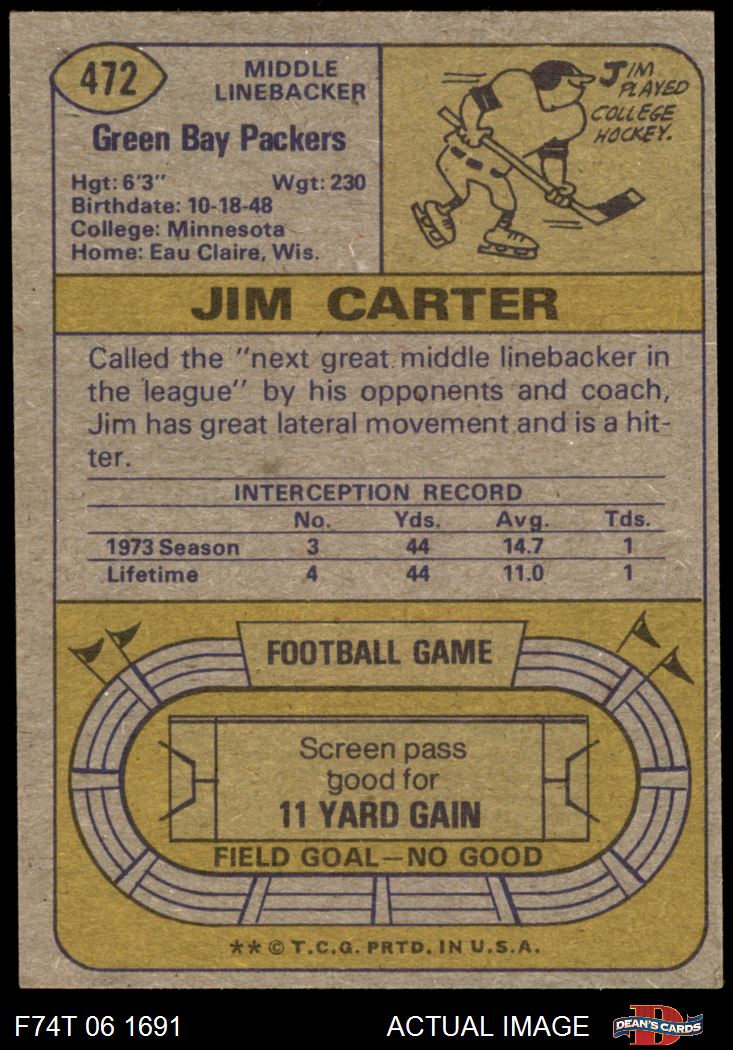 472
MIDDLE
LINEBACKER
Green Bay Packers
Hgt: 6'3" Wgt: 230
Birthdate: 10-18-48
College: Minnesota
Home: Eau Claire, Wis.
JIM
PLAYED
COLLEGE
HOCKEY.
JIM CARTER
Called the "next great middle linebacker in
the league" by his opponents and coach,
Jim has great lateral movement and is a hit-
ter.
INTERCEPTION RECORD
No. Yds. Avg. Tds.
1973 Season 3 44 14.7 1
Lifetime 4 44 11.0 1
FOOTBALL GAME
Screen pass
good for
11 YARD GAIN
FIELD GOAL—NO GOOD
** © T.C.G. PRTD. IN U.S.A.
F74T 06 1691 ACTUAL IMAGE D DEAN'S CARDS